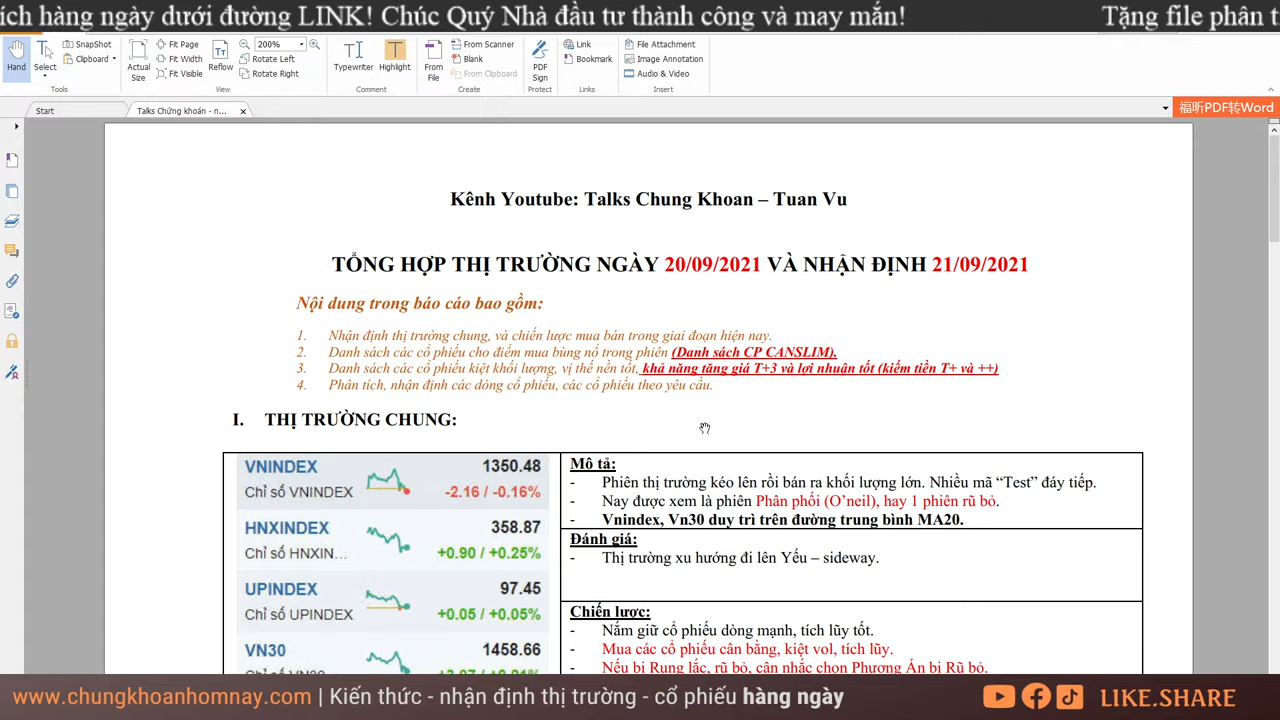 ích hàng ngày dưới đường LINK! Chúc Quý Nhà đầu tư thành công và may mắn! Tặng file phân t
SnapShot Fit Page 200% From Scanner Link File Attachment
Hand Select Clipboard Actual Size Fit Width Fit Visible Reflow Rotate Left Rotate Right Typewriter Highlight From File Blank From Clipboard PDF Sign Bookmark Image Annotation Audio & Video
Tools View Comment Create Protect Links Insert
Start Talks Chứng khoán - n... 福昕PDF转Word
Kênh Youtube: Talks Chung Khoan – Tuan Vu
TỔNG HỢP THỊ TRƯỜNG NGÀY 20/09/2021 VÀ NHẬN ĐỊNH 21/09/2021
Nội dung trong báo cáo bao gồm:
1. Nhận định thị trường chung, và chiến lược mua bán trong giai đoạn hiện nay.
2. Danh sách các cổ phiếu cho điểm mua bùng nổ trong phiên (Danh sách CP CANSLIM).
3. Danh sách các cổ phiếu kiệt khối lượng, vị thế nền tốt, khả năng tăng giá T+3 và lợi nhuận tốt (kiếm tiền T+ và ++)
4. Phân tích, nhận định các dòng cổ phiếu, các cổ phiếu theo yêu cầu.
I. THỊ TRƯỜNG CHUNG:
VNINDEX 1350.48
Chỉ số VNINDEX -2.16 / -0.16%
HNXINDEX 358.87
Chỉ số HNXIN... +0.90 / +0.25%
UPINDEX 97.45
Chỉ số UPINDEX +0.05 / +0.05%
VN30 1458.66
Mô tả:
- Phiên thị trường kéo lên rồi bán ra khối lượng lớn. Nhiều mã “Test” đáy tiếp.
- Nay được xem là phiên Phân phối (O’neil), hay 1 phiên rũ bỏ.
- Vnindex, Vn30 duy trì trên đường trung bình MA20.
Đánh giá:
- Thị trường xu hướng đi lên Yếu – sideway.
Chiến lược:
- Nắm giữ cổ phiếu dòng mạnh, tích lũy tốt.
- Mua các cổ phiếu cân bằng, kiệt vol, tích lũy.
- Nếu bị Rung lắc, rũ bỏ, cân nhắc chọn Phương Án bị Rũ bỏ.
www.chungkhoanhomnay.com | Kiến thức - nhận định thị trường - cổ phiếu hàng ngày LIKE.SHARE